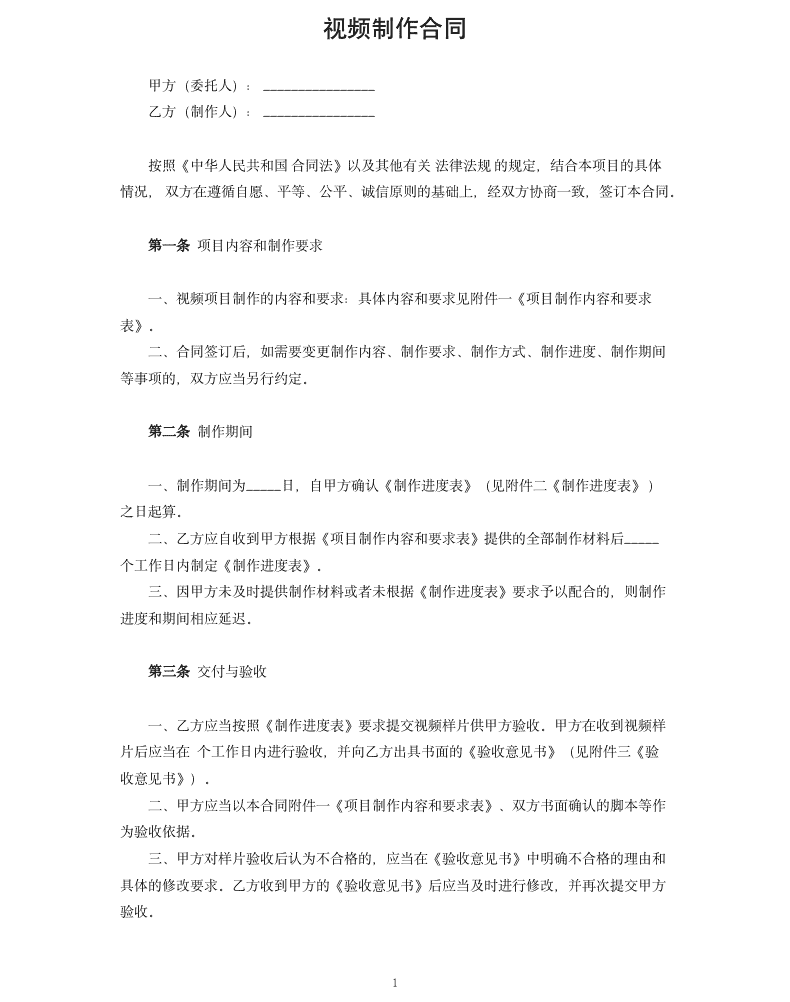 视频制作合同
甲方（委托人）： ________________
乙方（制作人）： ________________
按照《中华人民共和国 合同法》以及其他有关 法律法规 的规定，结合本项目的具体
情况， 双方在遵循自愿、平等、公平、诚信原则的基础上，经双方协商一致，签订本合同．
第一条 项目内容和制作要求
一、视频项目制作的内容和要求：具体内容和要求见附件一《项目制作内容和要求
表》．
二、合同签订后，如需要变更制作内容、制作要求、制作方式、制作进度、制作期间
等事项的，双方应当另行约定．
第二条 制作期间
一、制作期间为_____日，自甲方确认《制作进度表》（见附件二《制作进度表》 ）
之日起算．
二、乙方应自收到甲方根据《项目制作内容和要求表》提供的全部制作材料后_____
个工作日内制定《制作进度表》．
三、因甲方未及时提供制作材料或者未根据《制作进度表》要求予以配合的，则制作
进度和期间相应延迟．
第三条 交付与验收
一、乙方应当按照《制作进度表》要求提交视频样片供甲方验收．甲方在收到视频样
片后应当在 个工作日内进行验收，并向乙方出具书面的《验收意见书》（见附件三《验
收意见书》）．
二、甲方应当以本合同附件一《项目制作内容和要求表》、双方书面确认的脚本等作
为验收依据．
三、甲方对样片验收后认为不合格的，应当在《验收意见书》中明确不合格的理由和
具体的修改要求．乙方收到甲方的《验收意见书》后应当及时进行修改，并再次提交甲方
验收．
1